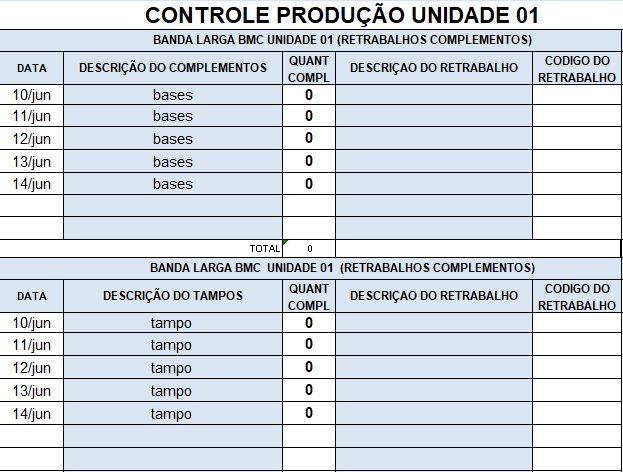 CONTROLE PRODUÇÃO UNIDADE 01
BANDA LARGA BMC UNIDADE 01 (RETRABALHOS COMPLEMENTOS)
DATA DESCRIÇÃO DO COMPLEMENTOS QUANT COMPL DESCRIÇAO DO RETRABALHO CODIGO DO RETRABALHO
10/jun bases 0
11/jun bases 0
12/jun bases 0
13/jun bases 0
14/jun bases 0
TOTAL 0
BANDA LARGA BMC UNIDADE 01 (RETRABALHOS COMPLEMENTOS)
DATA DESCRIÇÃO DO TAMPOS QUANT COMPL DESCRIÇAO DO RETRABALHO CODIGO DO RETRABALHO
10/jun tampo 0
11/jun tampo 0
12/jun tampo 0
13/jun tampo 0
14/jun tampo 0